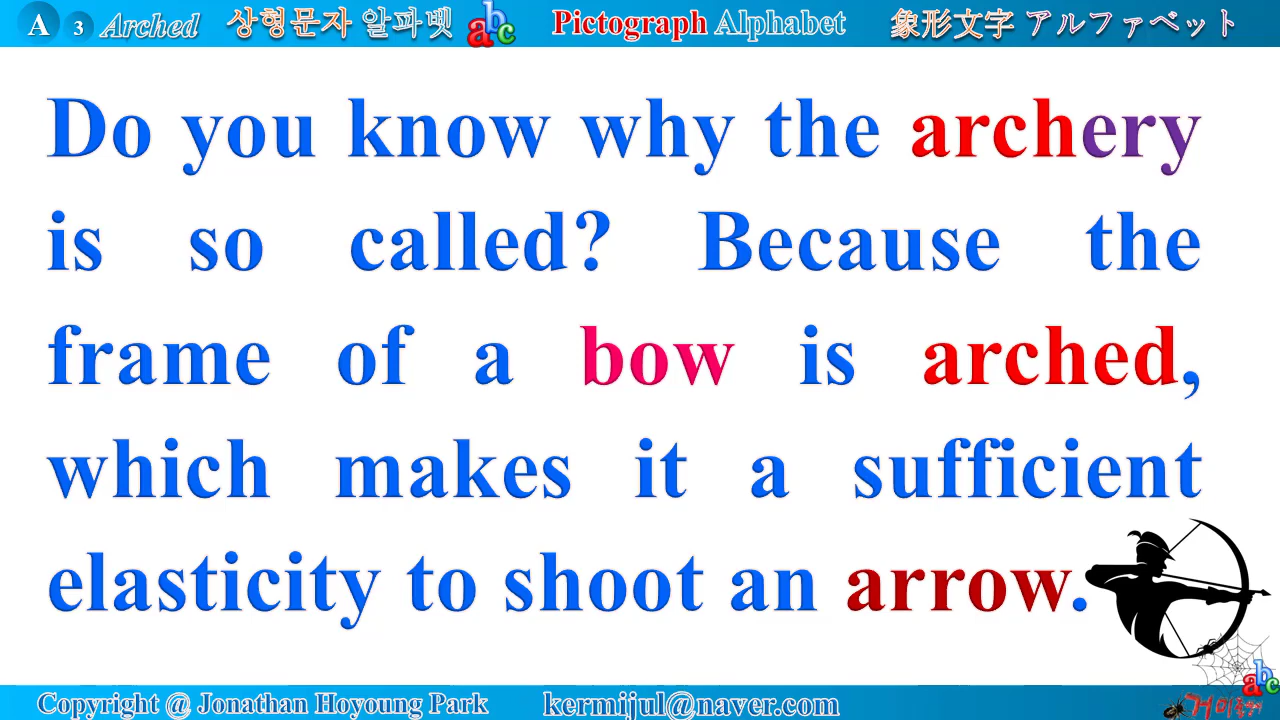 A 3 Arched 상형문자 알파벳 abc Pictograph Alphabet 象形文字 アルファベット
Do you know why the archery
is so called? Because the
frame of a bow is arched,
which makes it a sufficient
elasticity to shoot an arrow.
abc
Copyright @ Jonathan Hoyoung Park kermijul@naver.com